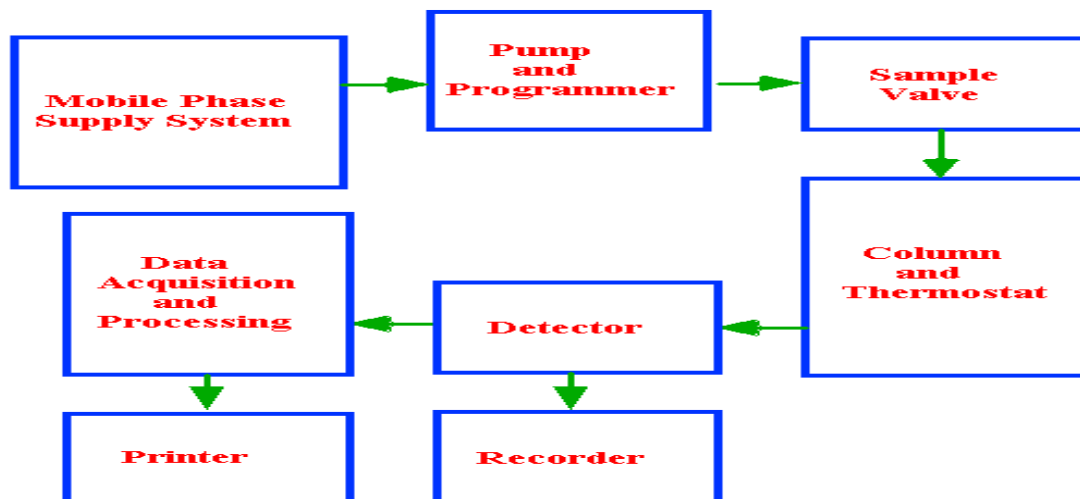 Mobile Phase
Supply System
Pump
and
Programmer
Sample
Valve
Column
and
Thermostat
Detector
Data
Acquisition
and
Processing
Printer
Recorder